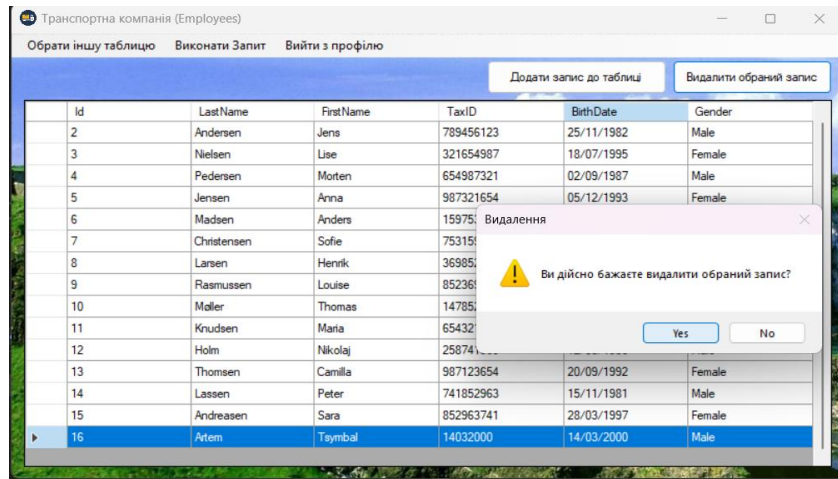 Транспортна компанія (Employees)
Обрати іншу таблицю Виконати Запит Вийти з профілю
Додати запис до таблиці Видалити обраний запис
Id LastName FirstName TaxID BirthDate Gender
2 Andersen Jens 789456123 25/11/1982 Male
3 Nielsen Lise 321654987 18/07/1995 Female
4 Pedersen Morten 654987321 02/09/1987 Male
5 Jensen Anna 987321654 05/12/1993 Female
6 Madsen Anders
7 Christensen Sofie
8 Larsen Henrik
9 Rasmussen Louise
10 Møller Thomas
11 Knudsen Maria
12 Holm Nikolaj
13 Thomsen Camilla 987123654 20/09/1992 Female
14 Lassen Peter 741852963 15/11/1981 Male
15 Andreasen Sara 852963741 28/03/1997 Female
16 Artem Tsymbal 14032000 14/03/2000 Male
Видалення
Ви дійсно бажаєте видалити обраний запис?
Yes No